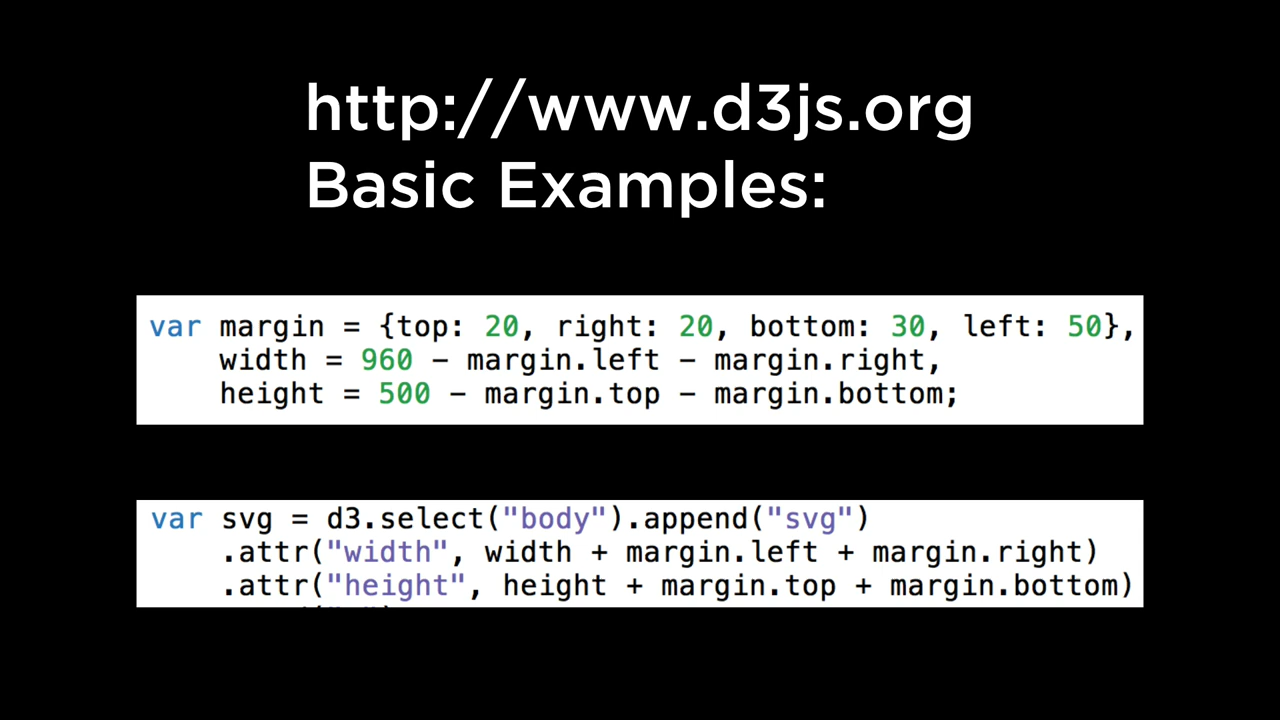 http://www.d3js.org
Basic Examples:
var margin = {top: 20, right: 20, bottom: 30, left: 50},
width = 960 - margin.left - margin.right,
height = 500 - margin.top - margin.bottom;
var svg = d3.select("body").append("svg")
.attr("width", width + margin.left + margin.right)
.attr("height", height + margin.top + margin.bottom)